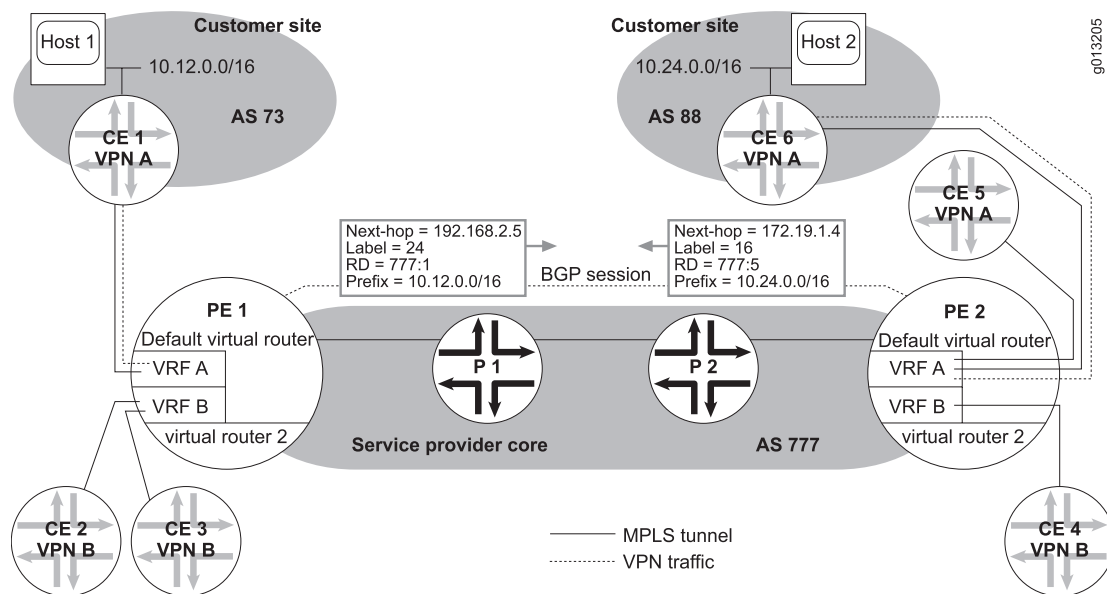 Customer site
Host 1
10.12.0.0/16
AS 73
CE 1
VPN A
Customer site
Host 2
10.24.0.0/16
AS 88
CE 6
VPN A
g013205
CE 5
VPN A
Next-hop = 192.168.2.5
Label = 24
RD = 777:1
Prefix = 10.12.0.0/16
BGP session
Next-hop = 172.19.1.4
Label = 16
RD = 777:5
Prefix = 10.24.0.0/16
PE 1
Default virtual router
VRF A
VRF B
virtual router 2
P 1
P 2
Service provider core
AS 777
PE 2
Default virtual router
VRF A
VRF B
virtual router 2
CE 2
VPN B
CE 3
VPN B
MPLS tunnel
VPN traffic
CE 4
VPN B